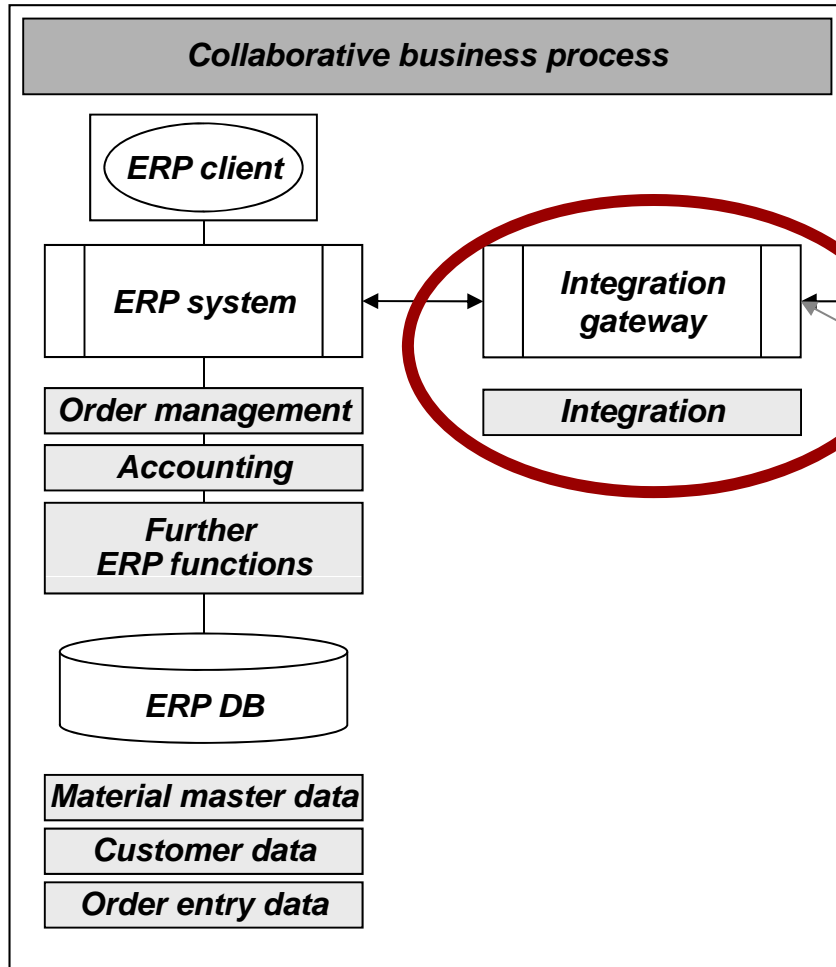 Collaborative business process
ERP client
ERP system
Integration
gateway
Order management
Integration
Accounting
Further
ERP functions
ERP DB
Material master data
Customer data
Order entry data